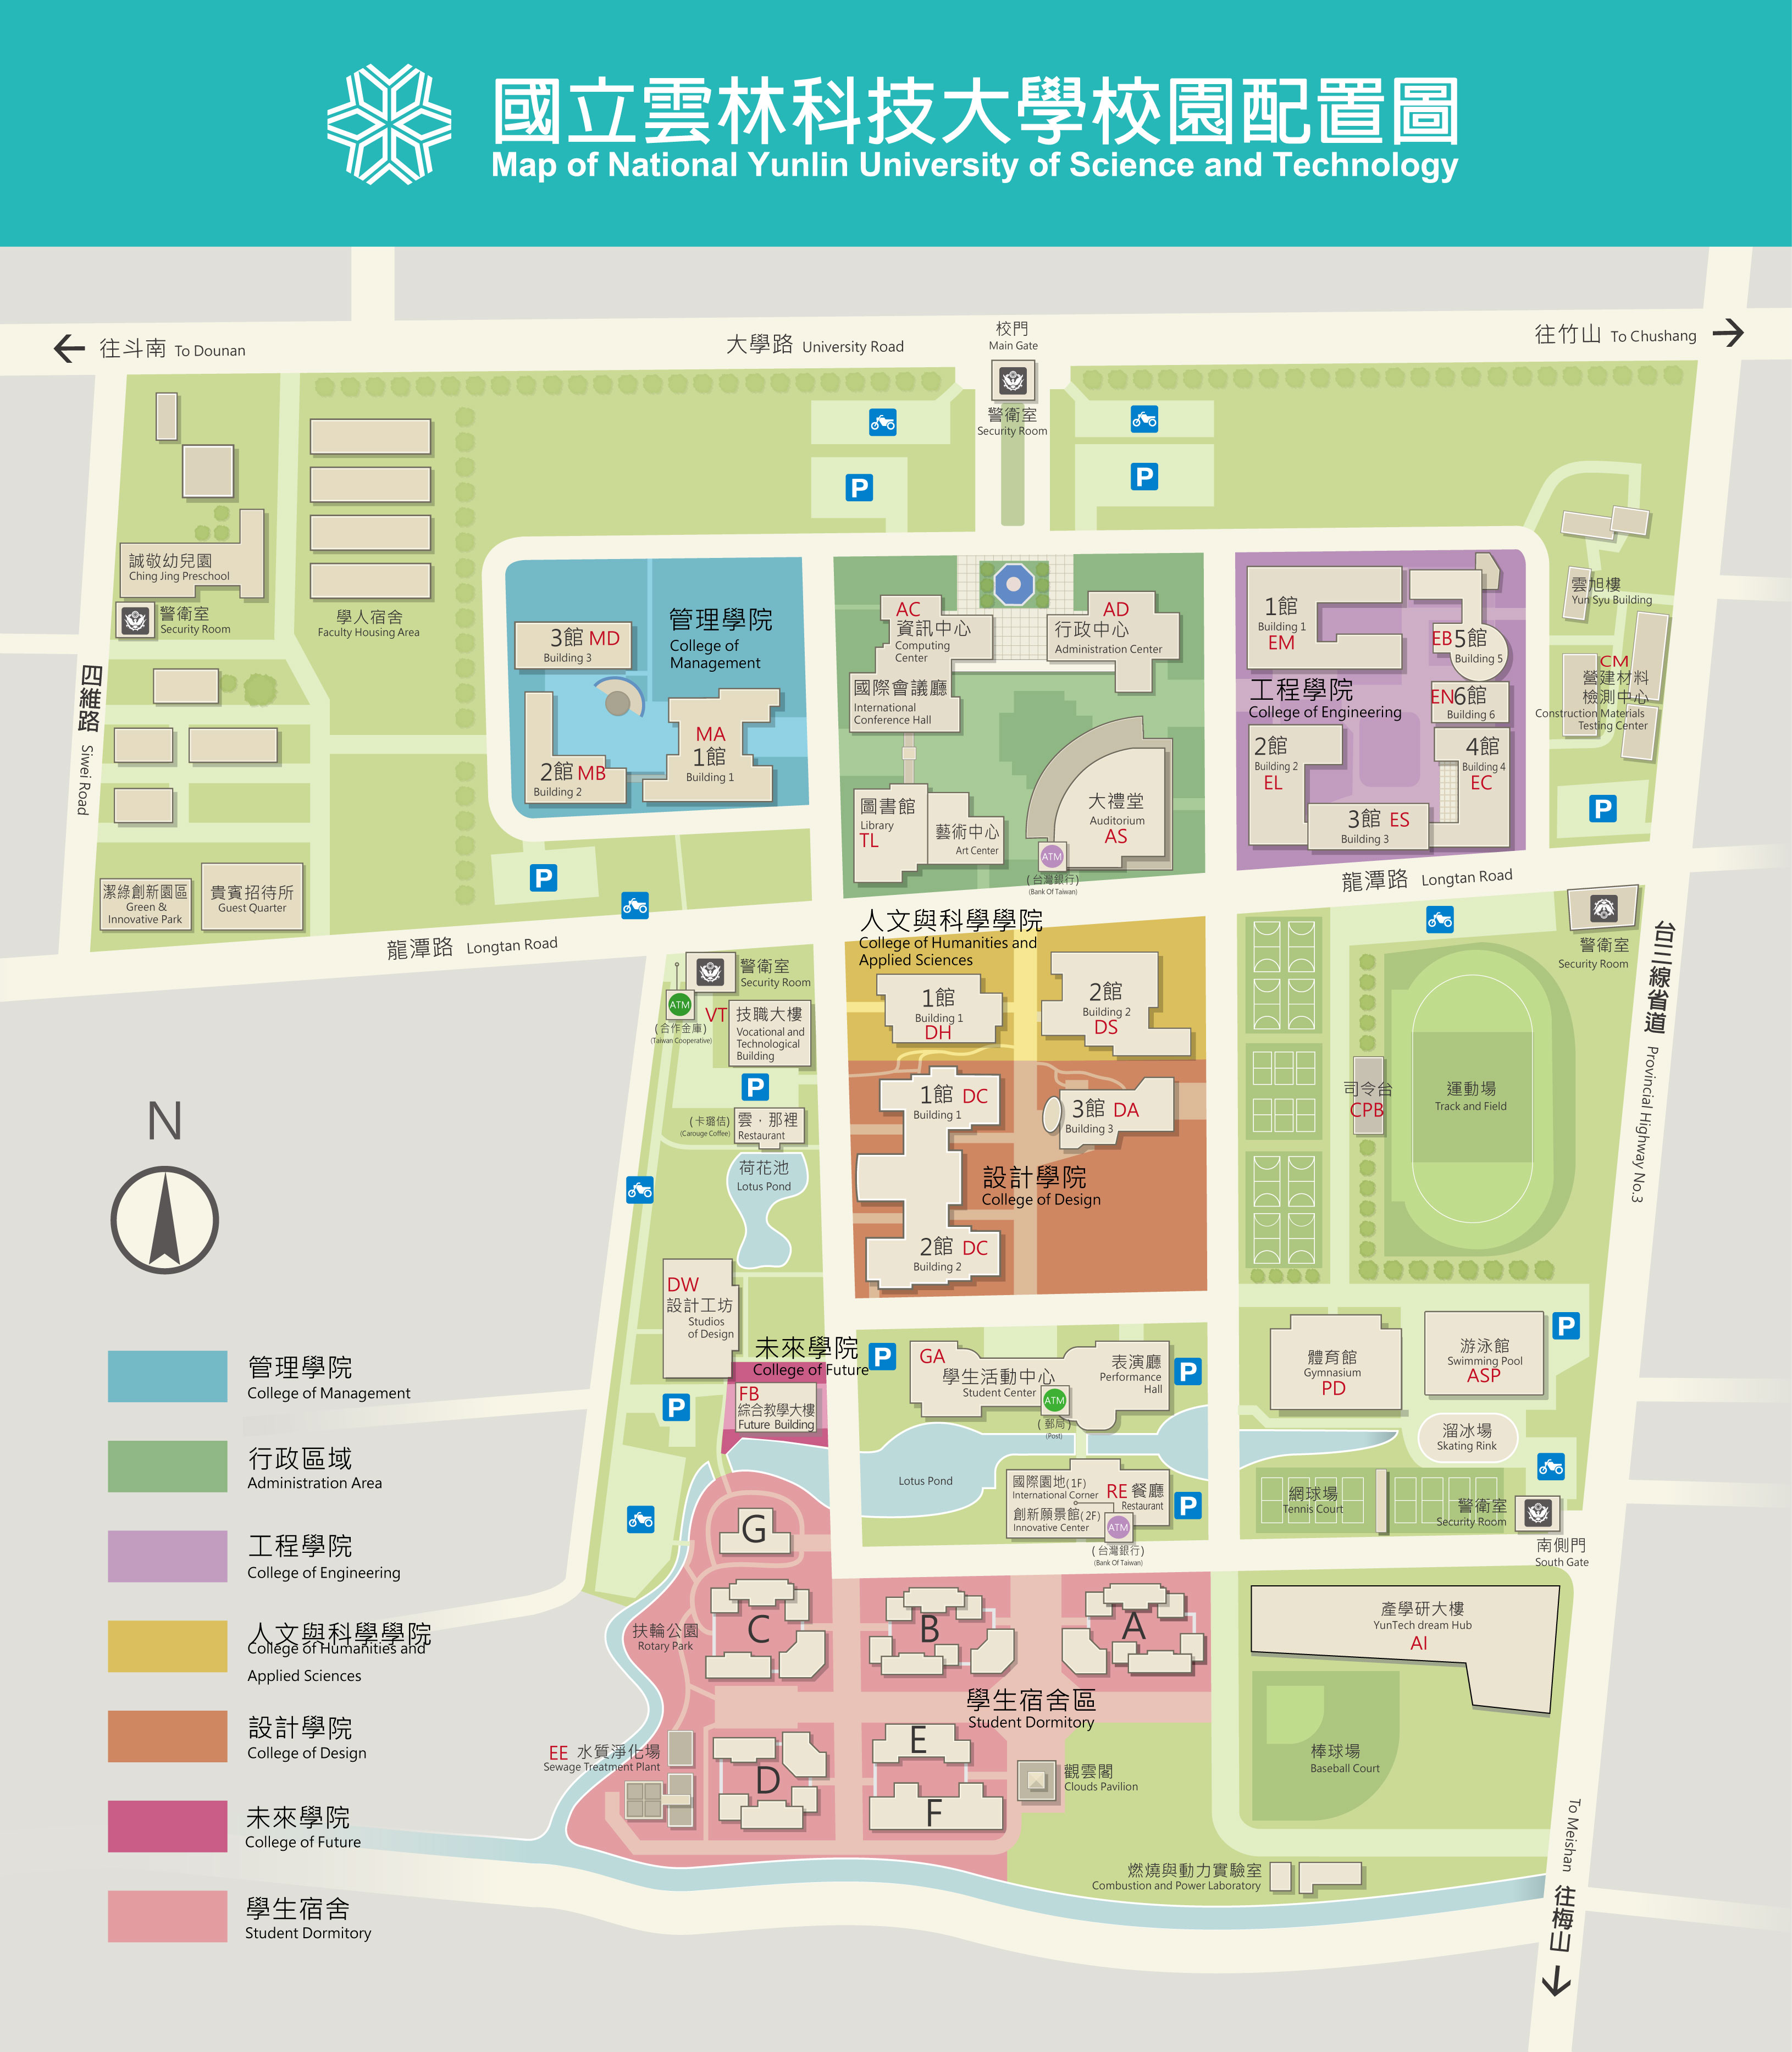 國立雲林科技大學校園配置圖
Map of National Yunlin University of Science and Technology
往斗南 To Dounan
大學路 University Road
校門
Main Gate
往竹山 To Chushang
警衛室
Security Room
P
P
誠敬幼兒園
Ching Jing Preschool
警衛室
Security Room
學人宿舍
Faculty Housing Area
四維路 Siwei Road
潔綠創新園區
Green &
Innovative Park
貴賓招待所
Guest Quarter
管理學院
College of
Management
3館 MD
Building 3
MA
1館
Building 1
2館 MB
Building 2
P
AC
資訊中心
Computing
Center
國際會議廳
International
Conference Hall
AD
行政中心
Administration Center
圖書館
Library
TL
藝術中心
Art Center
大禮堂
Auditorium
AS
ATM
(台灣銀行)
(Bank Of Taiwan)
1館
Building 1
EM
EB 5館
Building 5
工程學院
College of Engineering
EN 6館
Building 6
2館
Building 2
EL
4館
Building 4
EC
3館 ES
Building 3
雲旭樓
Yun Syu Building
CM
營建材料
檢測中心
Construction Materials
Testing Center
P
龍潭路 Longtan Road
龍潭路 Longtan Road
警衛室
Security Room
台三線省道 Provincial Highway No.3
人文與科學學院
College of Humanities and
Applied Sciences
1館
Building 1
DH
2館
Building 2
DS
警衛室
Security Room
ATM
(合作金庫)
(Taiwan Cooperative)
VT 技職大樓
Vocational and
Technological
Building
P
(卡璐佶)
(Carouge Coffee)
雲．那裡
Restaurant
荷花池
Lotus Pond
1館 DC
Building 1
3館 DA
Building 3
設計學院
College of Design
2館 DC
Building 2
司令台
CPB
運動場
Track and Field
N
DW
設計工坊
Studios
of Design
未來學院
College of Future
FB
綜合教學大樓
Future Building
P
P
GA
學生活動中心
Student Center
表演廳
Performance
Hall
ATM
(郵局)
(Post)
P
體育館
Gymnasium
PD
游泳館
Swimming Pool
ASP
P
溜冰場
Skating Rink
Lotus Pond
國際園地(1F)
International Corner
創新願景館(2F)
Innovative Center
RE 餐廳
Restaurant
ATM
(台灣銀行)
(Bank Of Taiwan)
P
網球場
Tennis Court
警衛室
Security Room
南側門
South Gate
G
C
B
A
扶輪公園
Rotary Park
學生宿舍區
Student Dormitory
EE 水質淨化場
Sewage Treatment Plant
D
E
F
觀雲閣
Clouds Pavilion
產學研大樓
YunTech dream Hub
AI
棒球場
Baseball Court
燃燒與動力實驗室
Combustion and Power Laboratory
To Meishan 往梅山
管理學院
College of Management
行政區域
Administration Area
工程學院
College of Engineering
人文與科學學院
College of Humanities and
Applied Sciences
設計學院
College of Design
未來學院
College of Future
學生宿舍
Student Dormitory